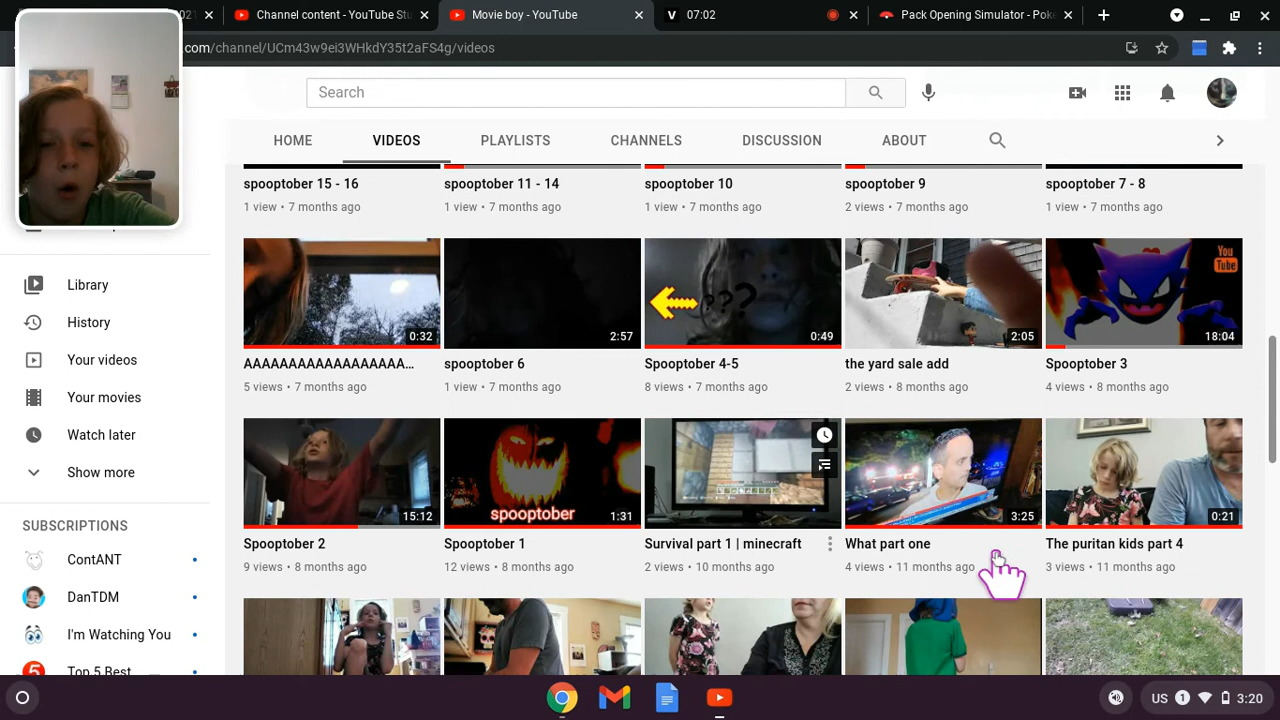 2021
Channel content - YouTube Stu
Movie boy - YouTube
07:02
Pack Opening Simulator - Poke
.com/channel/UCm43w9ei3WHkdY35t2aFS4g/videos
Search
HOME
VIDEOS
PLAYLISTS
CHANNELS
DISCUSSION
ABOUT
spooptober 15 - 16
spooptober 11 - 14
spooptober 10
spooptober 9
spooptober 7 - 8
1 view • 7 months ago
1 view • 7 months ago
1 view • 7 months ago
2 views • 7 months ago
1 view • 7 months ago
Library
History
Your videos
Your movies
Watch later
Show more
SUBSCRIPTIONS
ContANT
DanTDM
I'm Watching You
Top 5 Best
0:32
2:57
???
0:49
2:05
You
Tube
18:04
AAAAAAAAAAAAAAAAAA...
spooptober 6
Spooptober 4-5
the yard sale add
Spooptober 3
5 views • 7 months ago
1 view • 7 months ago
8 views • 7 months ago
2 views • 8 months ago
4 views • 8 months ago
15:12
spooptober
1:31
3:25
0:21
Spooptober 2
Spooptober 1
Survival part 1 | minecraft
What part one
The puritan kids part 4
9 views • 8 months ago
12 views • 8 months ago
2 views • 10 months ago
4 views • 11 months ago
3 views • 11 months ago
US
1
3:20